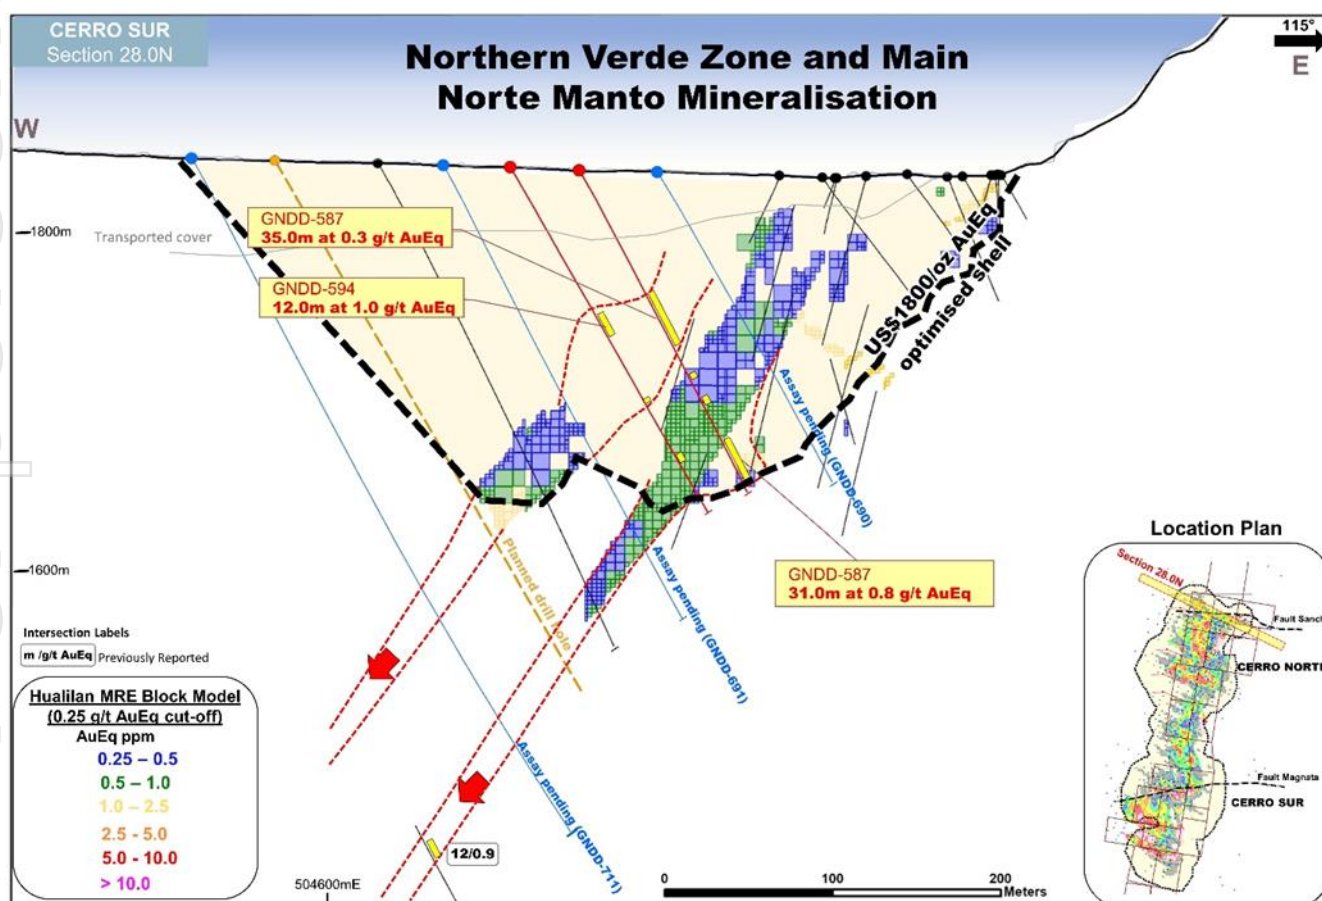 CERRO SUR
Section 28.0N
Northern Verde Zone and Main
Norte Manto Mineralisation
115°
E
W
1800m
Transported cover
GNDD-587
35.0m at 0.3 g/t AuEq
GNDD-594
12.0m at 1.0 g/t AuEq
US$1800/oz AuEq
optimised shell
Assay pending (GNDD-690)
Assay pending (GNDD-691)
Assay pending (GNDD-711)
Planned drill hole
GNDD-587
31.0m at 0.8 g/t AuEq
1600m
Intersection Labels
m /g/t AuEq Previously Reported
Hualilan MRE Block Model
(0.25 g/t AuEq cut-off)
AuEq ppm
0.25 – 0.5
0.5 – 1.0
1.0 – 2.5
2.5 - 5.0
5.0 - 10.0
> 10.0
12/0.9
504600mE
0 100 200
Meters
Location Plan
Section 28.0N
Fault Sanch
CERRO NORTE
Fault Magnata
CERRO SUR